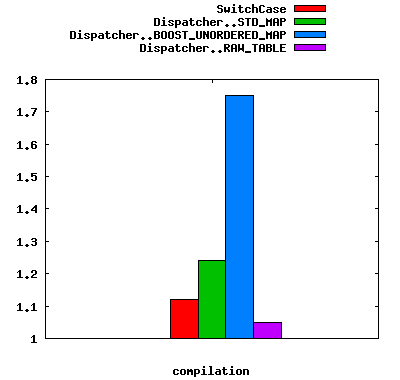 SwitchCase
Dispatcher..STD_MAP
Dispatcher..BOOST_UNORDERED_MAP
Dispatcher..RAW_TABLE
1.8
1.7
1.6
1.5
1.4
1.3
1.2
1.1
1
compilation